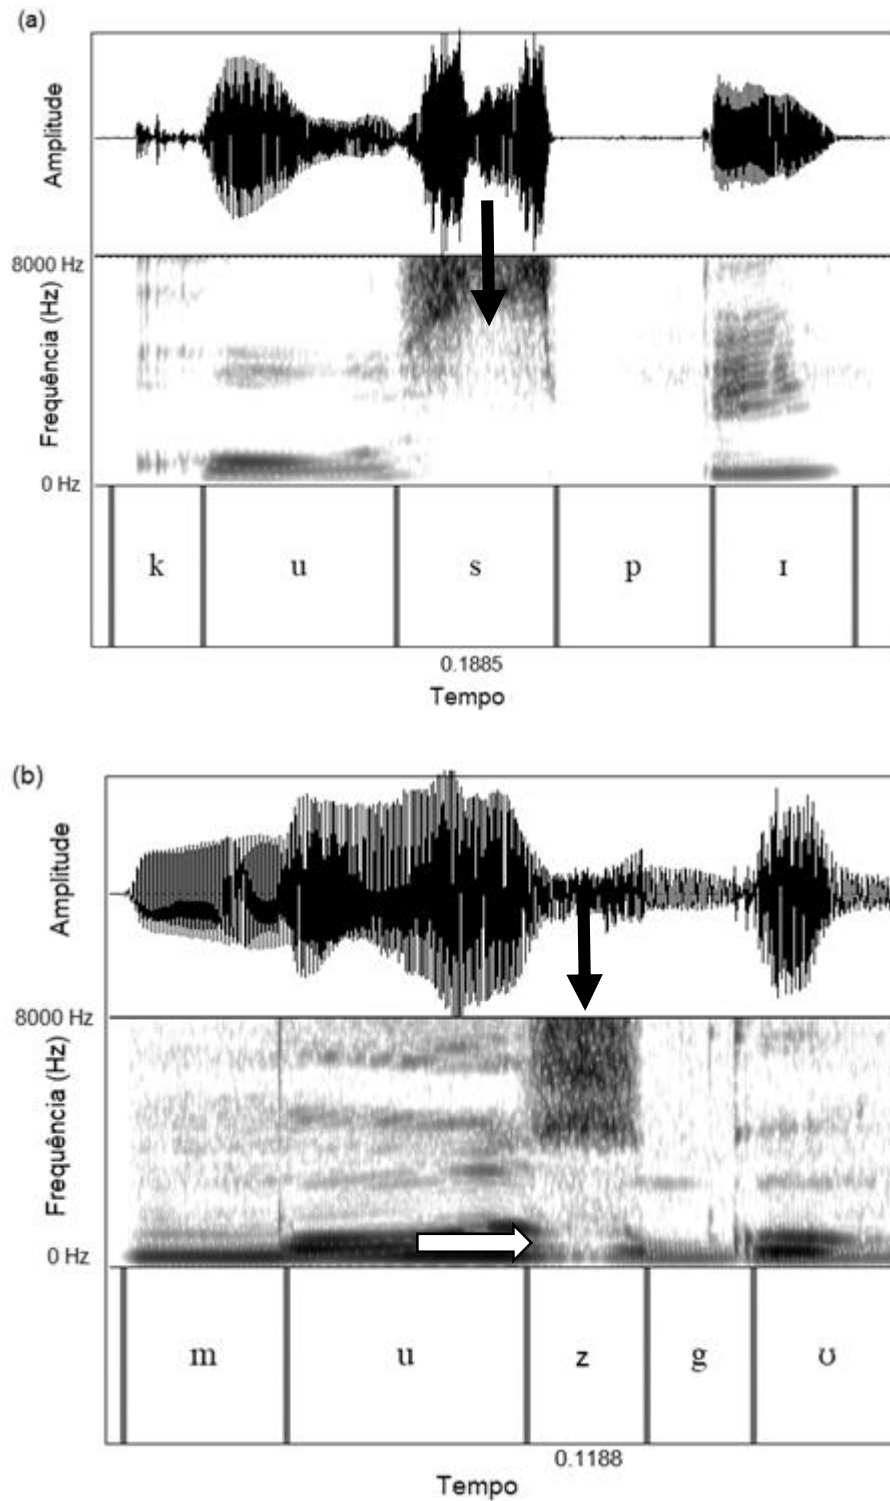 (a)
Amplitude
8000 Hz
Frequência (Hz)
0 Hz
k u s p ɪ
0.1885
Tempo
(b)
Amplitude
8000 Hz
Frequência (Hz)
0 Hz
m u z g ʊ
0.1188
Tempo